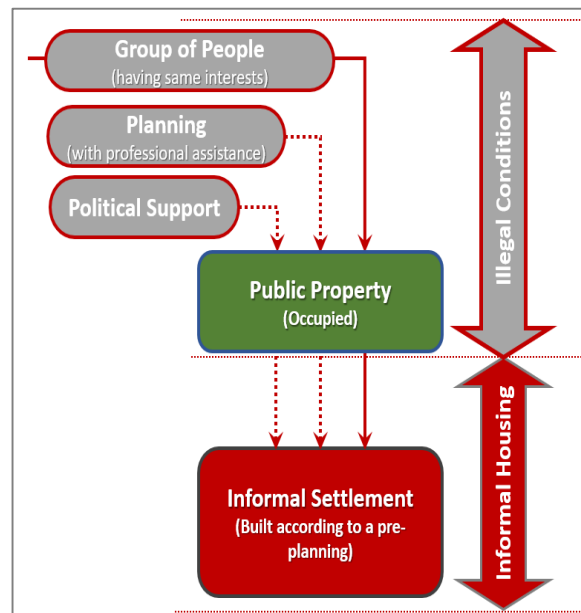 Group of People
(having same interests)
Planning
(with professional assistance)
Political Support
Public Property
(Occupied)
Informal Settlement
(Built according to a pre-
planning)
Illegal Conditions
Informal Housing